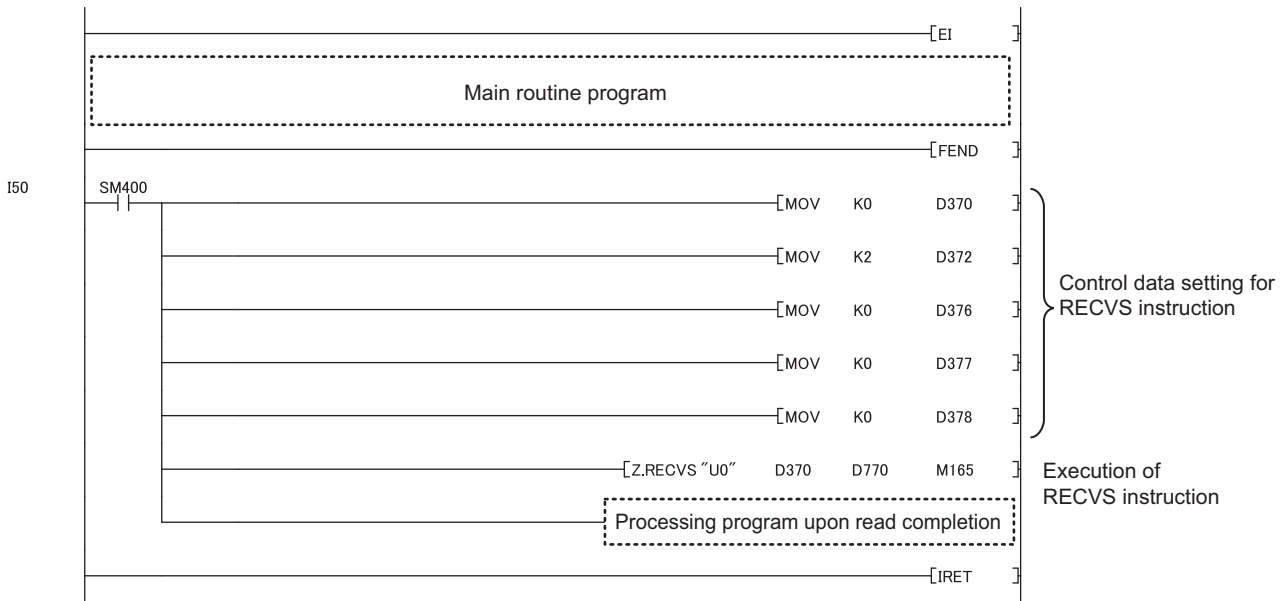 [EI ]
Main routine program
[FEND ]
I50 SM400
[MOV K0 D370 ]
[MOV K2 D372 ]
Control data setting for
RECVS instruction
[MOV K0 D376 ]
[MOV K0 D377 ]
[MOV K0 D378 ]
[Z.RECVS "U0" D370 D770 M165 ]
Execution of
RECVS instruction
Processing program upon read completion
[IRET ]